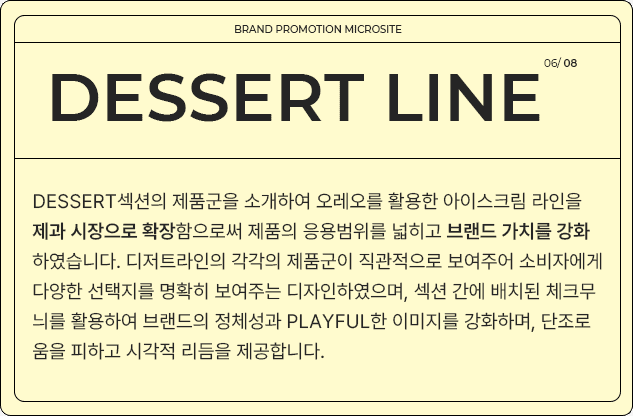 BRAND PROMOTION MICROSITE
06/ 08
DESSERT LINE
DESSERT섹션의 제품군을 소개하여 오레오를 활용한 아이스크림 라인을
제과 시장으로 확장함으로써 제품의 응용범위를 넓히고 브랜드 가치를 강화
하였습니다. 디저트라인의 각각의 제품군이 직관적으로 보여주어 소비자에게
다양한 선택지를 명확히 보여주는 디자인하였으며, 섹션 간에 배치된 체크무
늬를 활용하여 브랜드의 정체성과 PLAYFUL한 이미지를 강화하며, 단조로
움을 피하고 시각적 리듬을 제공합니다.